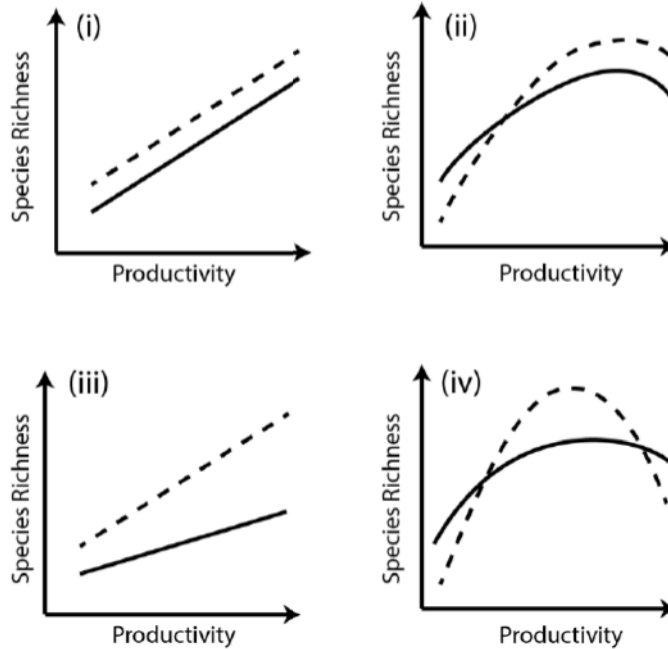 (i)
Species Richness
Productivity
(ii)
Species Richness
Productivity
(iii)
Species Richness
Productivity
(iv)
Species Richness
Productivity